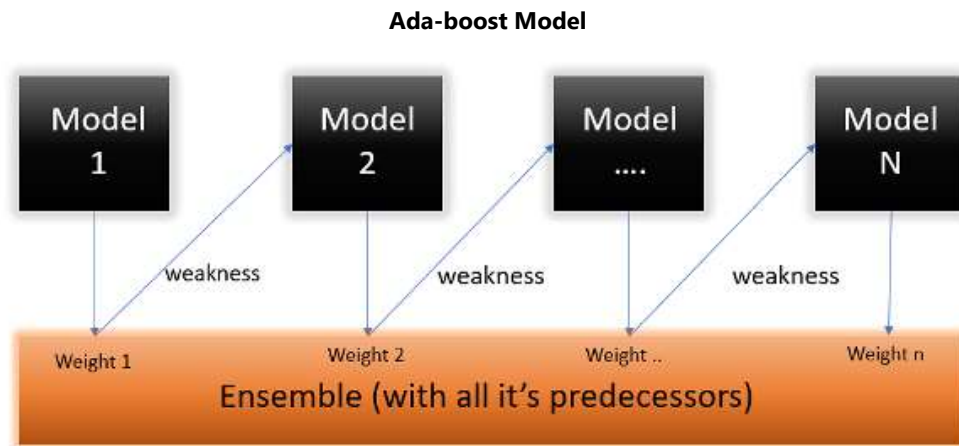 Ada-boost Model
Model
1
Model
2
Model
....
Model
N
weakness
weakness
weakness
Weight 1
Weight 2
Weight ..
Weight n
Ensemble (with all it's predecessors)